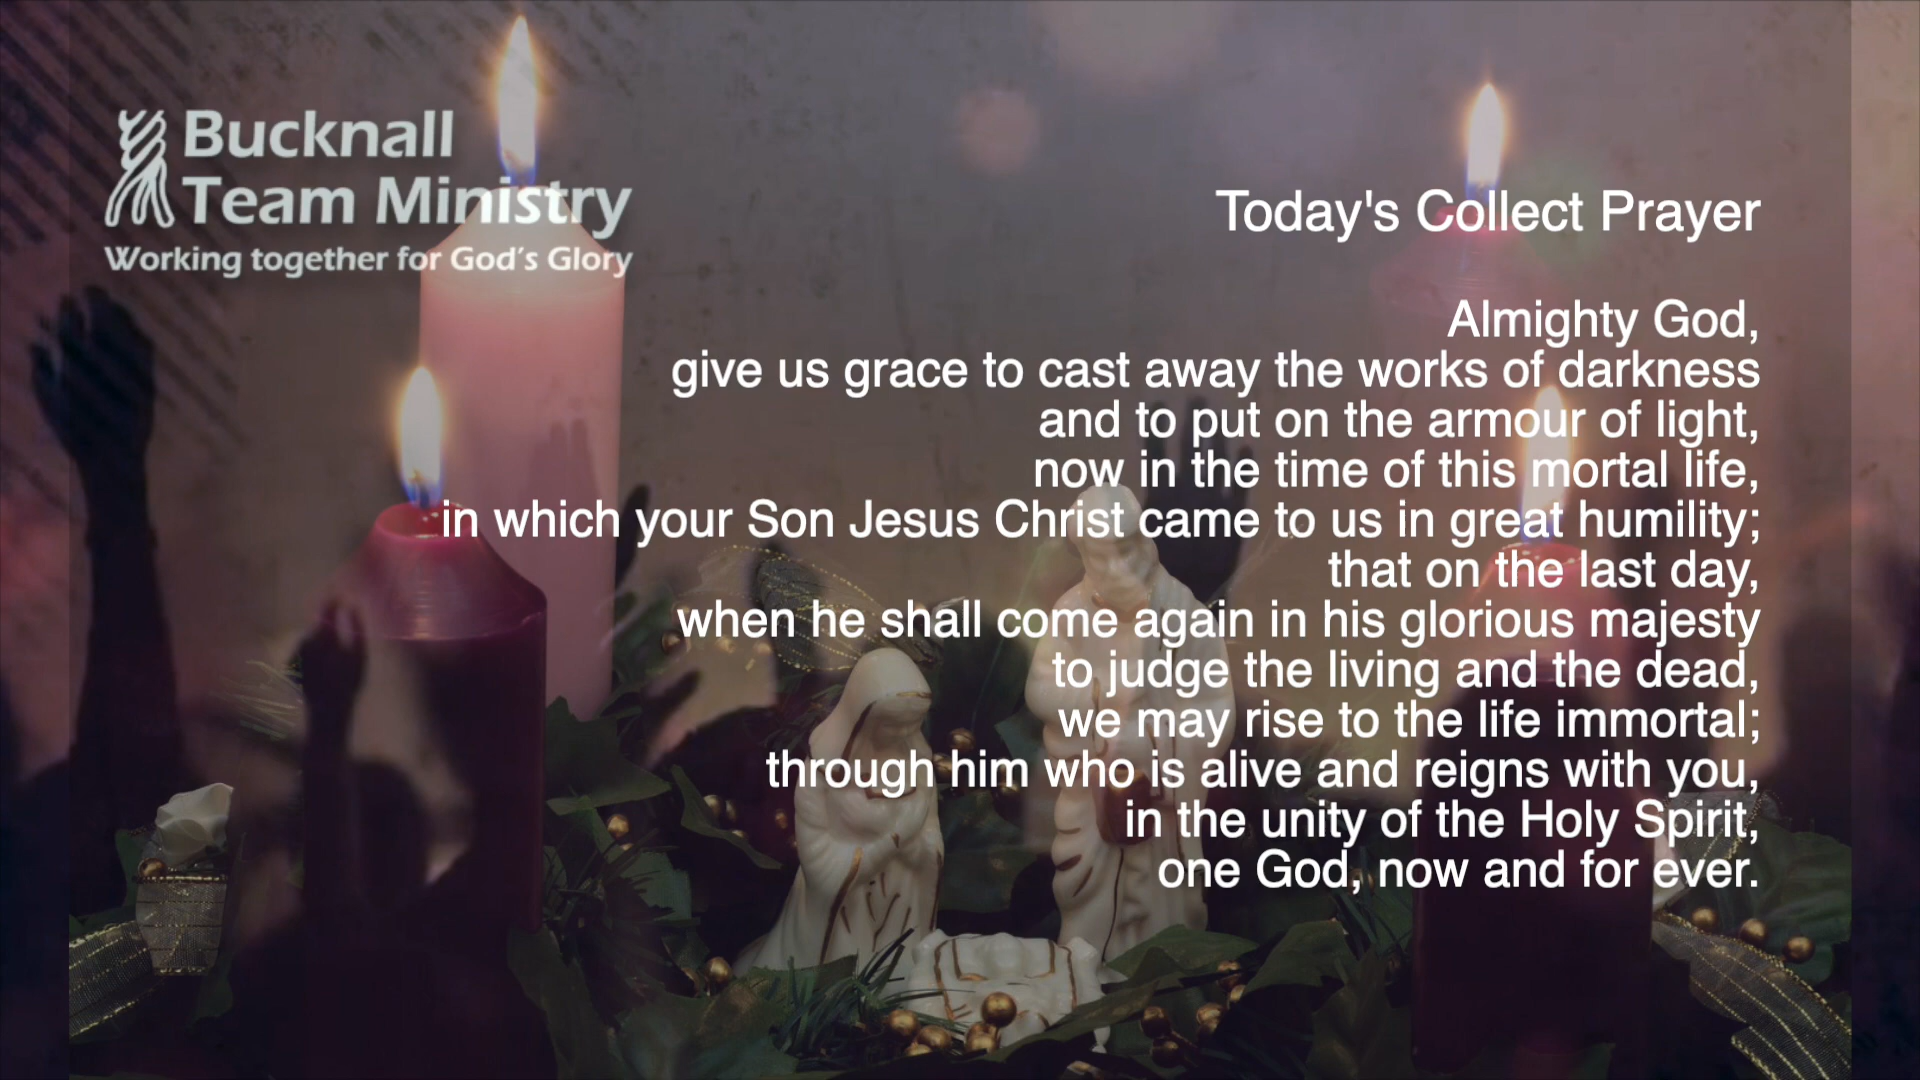 Bucknall
Team Ministry
Working together for God's Glory
Today's Collect Prayer
Almighty God,
give us grace to cast away the works of darkness
and to put on the armour of light,
now in the time of this mortal life,
in which your Son Jesus Christ came to us in great humility;
that on the last day,
when he shall come again in his glorious majesty
to judge the living and the dead,
we may rise to the life immortal;
through him who is alive and reigns with you,
in the unity of the Holy Spirit,
one God, now and for ever.